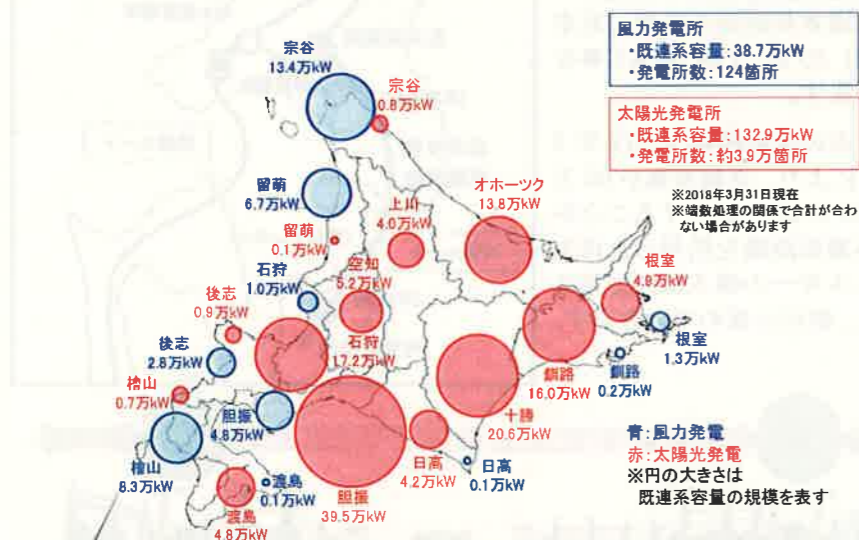 風力発電所
・既連系容量:38.7万kW
・発電所数:124箇所
太陽光発電所
・既連系容量:132.9万kW
・発電所数:約3.9万箇所
※2018年3月31日現在
※端数処理の関係で合計が合わ
ない場合があります
宗谷
13.4万kW
宗谷
0.8万kW
留萌
6.7万kW
留萌
0.1万kW
上川
4.0万kW
オホーツク
13.8万kW
石狩
1.0万kW
空知
5.2万kW
根室
4.9万kW
後志
0.9万kW
石狩
17.2万kW
根室
1.3万kW
後志
2.8万kW
釧路
16.0万kW
釧路
0.2万kW
檜山
0.7万kW
胆振
4.8万kW
十勝
20.6万kW
檜山
8.3万kW
日高
4.2万kW
日高
0.1万kW
渡島
0.1万kW
渡島
4.8万kW
胆振
39.5万kW
青:風力発電
赤:太陽光発電
※円の大きさは
既連系容量の規模を表す